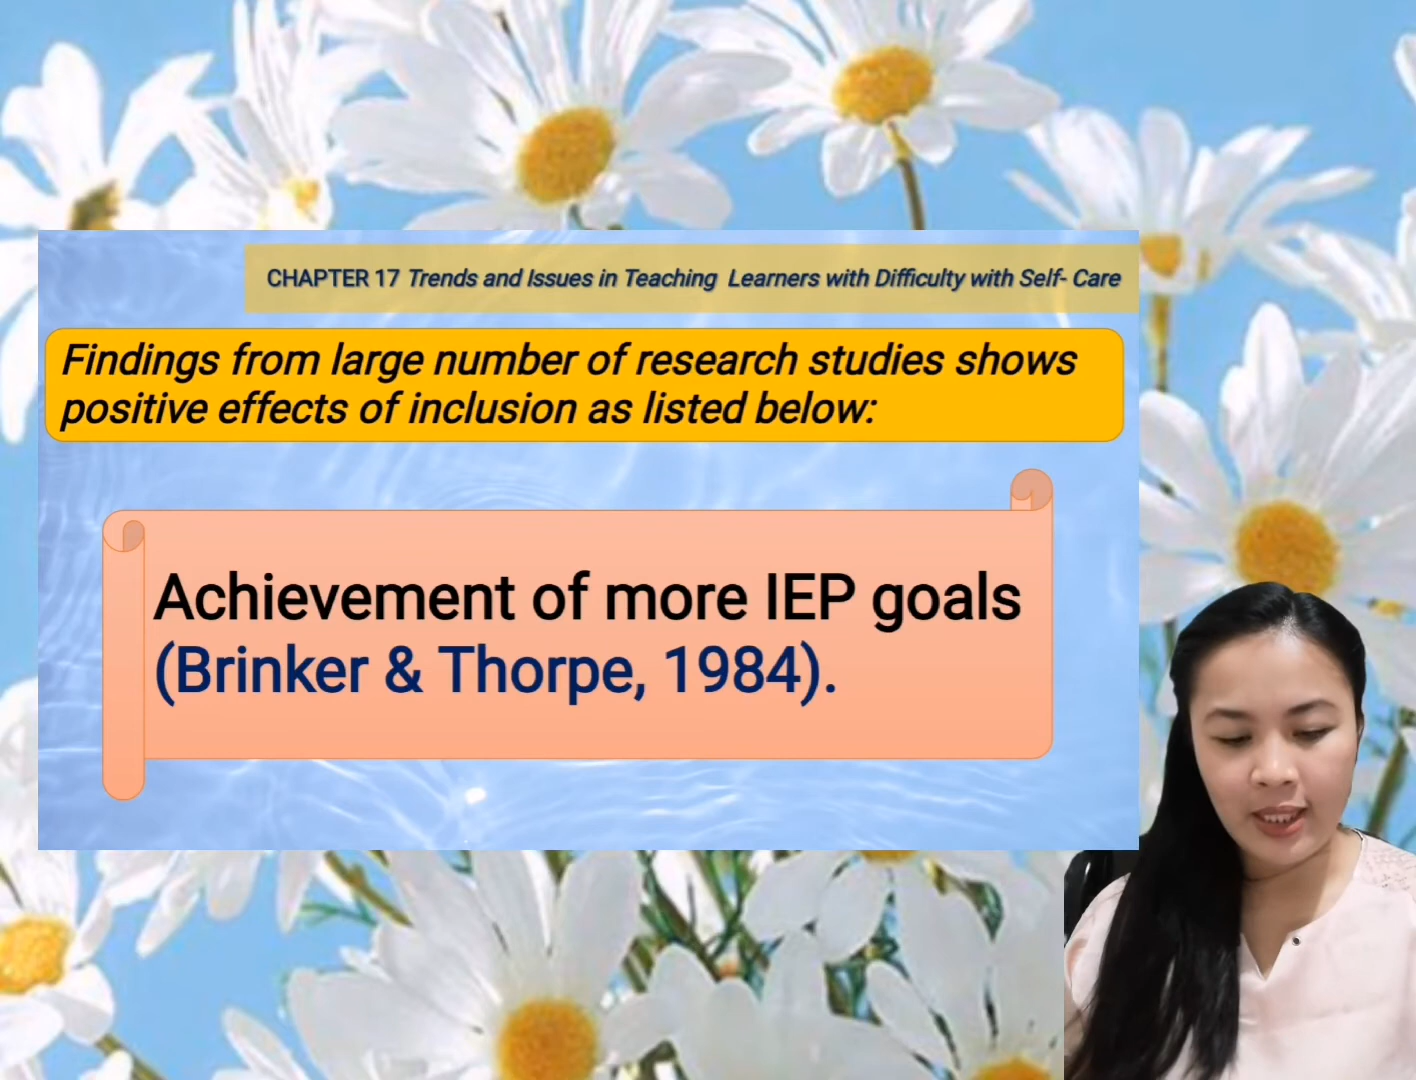 CHAPTER 17 Trends and Issues in Teaching Learners with Difficulty with Self- Care
Findings from large number of research studies shows
positive effects of inclusion as listed below:
Achievement of more IEP goals
(Brinker & Thorpe, 1984).